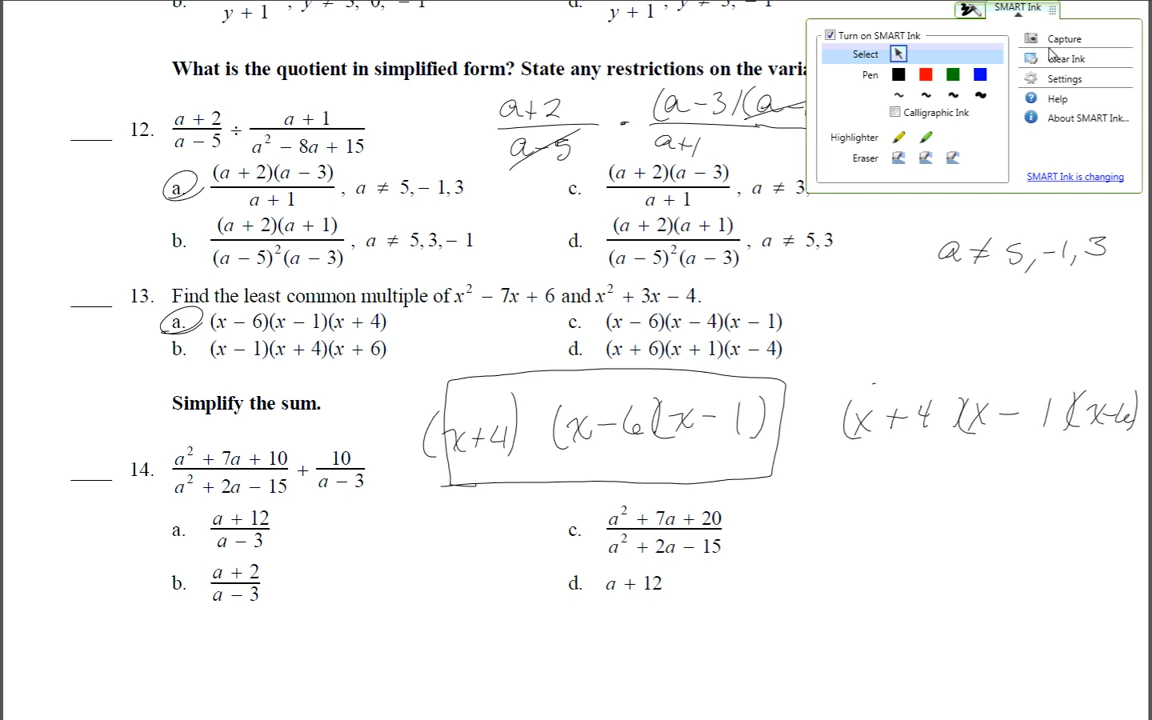 y + 1 , y ≠ 5, 0, − 1
d. y + 1
SMART Ink
What is the quotient in simplified form? State any restrictions on the varia
Turn on SMART Ink
Select
Pen
Calligraphic Ink
Highlighter
Eraser
Capture
Clear Ink
Settings
Help
About SMART Ink...
SMART Ink is changing
____ 12. (a + 2)/(a − 5) ÷ (a + 1)/(a² − 8a + 15)
(a+2)/(a−5) · (a−3)(a−/(a+1)
a. (a + 2)(a − 3)/(a + 1) , a ≠ 5, − 1, 3
c. (a + 2)(a − 3)/(a + 1) , a ≠ 3,
b. (a + 2)(a + 1)/((a − 5)²(a − 3)) , a ≠ 5, 3, − 1
d. (a + 2)(a + 1)/((a − 5)²(a − 3)) , a ≠ 5, 3
a ≠ 5, −1, 3
____ 13. Find the least common multiple of x² − 7x + 6 and x² + 3x − 4.
a. (x − 6)(x − 1)(x + 4)
c. (x − 6)(x − 4)(x − 1)
b. (x − 1)(x + 4)(x + 6)
d. (x + 6)(x + 1)(x − 4)
Simplify the sum.
(x+4) (x−6)(x−1)
(x+4)(x−1)(x−6)
____ 14. (a² + 7a + 10)/(a² + 2a − 15) + 10/(a − 3)
a. (a + 12)/(a − 3)
c. (a² + 7a + 20)/(a² + 2a − 15)
b. (a + 2)/(a − 3)
d. a + 12